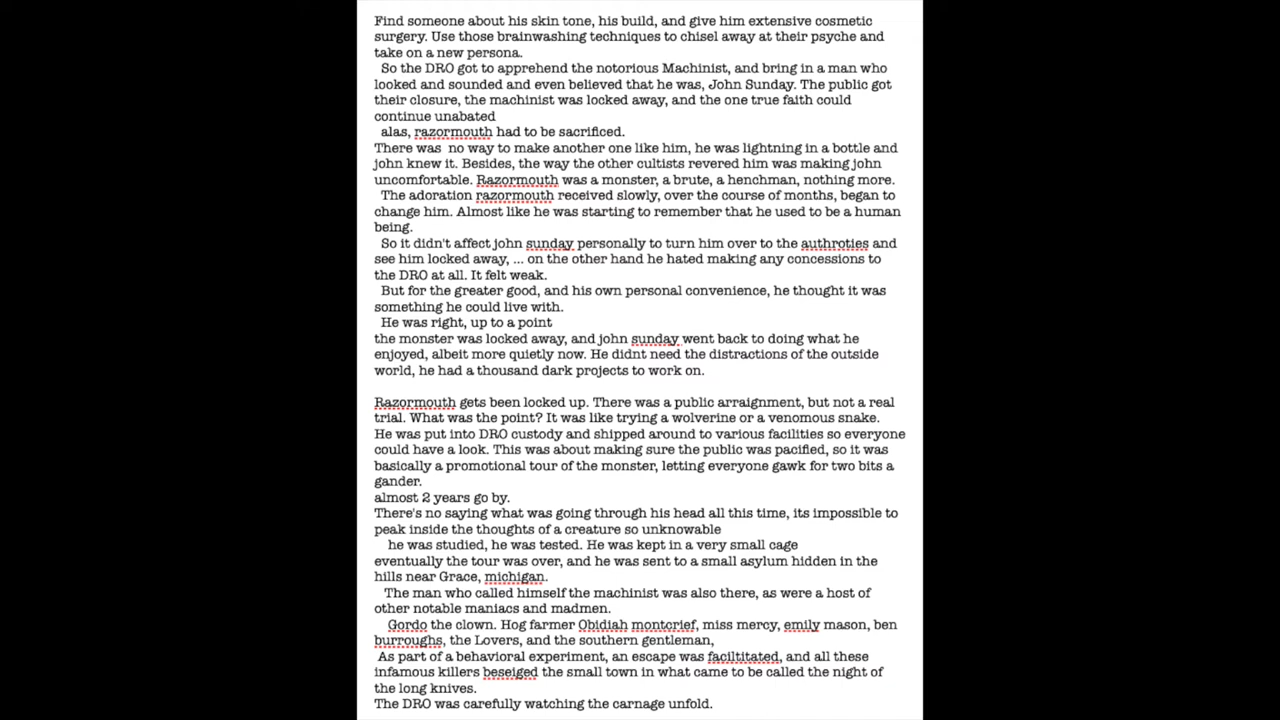 Find someone about his skin tone, his build, and give him extensive cosmetic
surgery. Use those brainwashing techniques to chisel away at their psyche and
take on a new persona.
So the DRO got to apprehend the notorious Machinist, and bring in a man who
looked and sounded and even believed that he was, John Sunday. The public got
their closure, the machinist was locked away, and the one true faith could
continue unabated
alas, razormouth had to be sacrificed.
There was no way to make another one like him, he was lightning in a bottle and
john knew it. Besides, the way the other cultists revered him was making john
uncomfortable. Razormouth was a monster, a brute, a henchman, nothing more.
The adoration razormouth received slowly, over the course of months, began to
change him. Almost like he was starting to remember that he used to be a human
being.
So it didn't affect john sunday personally to turn him over to the authroties and
see him locked away, ... on the other hand he hated making any concessions to
the DRO at all. It felt weak.
But for the greater good, and his own personal convenience, he thought it was
something he could live with.
He was right, up to a point
the monster was locked away, and john sunday went back to doing what he
enjoyed, albeit more quietly now. He didnt need the distractions of the outside
world, he had a thousand dark projects to work on.
Razormouth gets been locked up. There was a public arraignment, but not a real
trial. What was the point? It was like trying a wolverine or a venomous snake.
He was put into DRO custody and shipped around to various facilities so everyone
could have a look. This was about making sure the public was pacified, so it was
basically a promotional tour of the monster, letting everyone gawk for two bits a
gander.
almost 2 years go by.
There's no saying what was going through his head all this time, its impossible to
peak inside the thoughts of a creature so unknowable
he was studied, he was tested. He was kept in a very small cage
eventually the tour was over, and he was sent to a small asylum hidden in the
hills near Grace, michigan.
The man who called himself the machinist was also there, as were a host of
other notable maniacs and madmen.
Gordo the clown. Hog farmer Obidiah montcrief, miss mercy, emily mason, ben
burroughs, the Lovers, and the southern gentleman,
As part of a behavioral experiment, an escape was faciltitated, and all these
infamous killers beseiged the small town in what came to be called the night of
the long knives.
The DRO was carefully watching the carnage unfold.